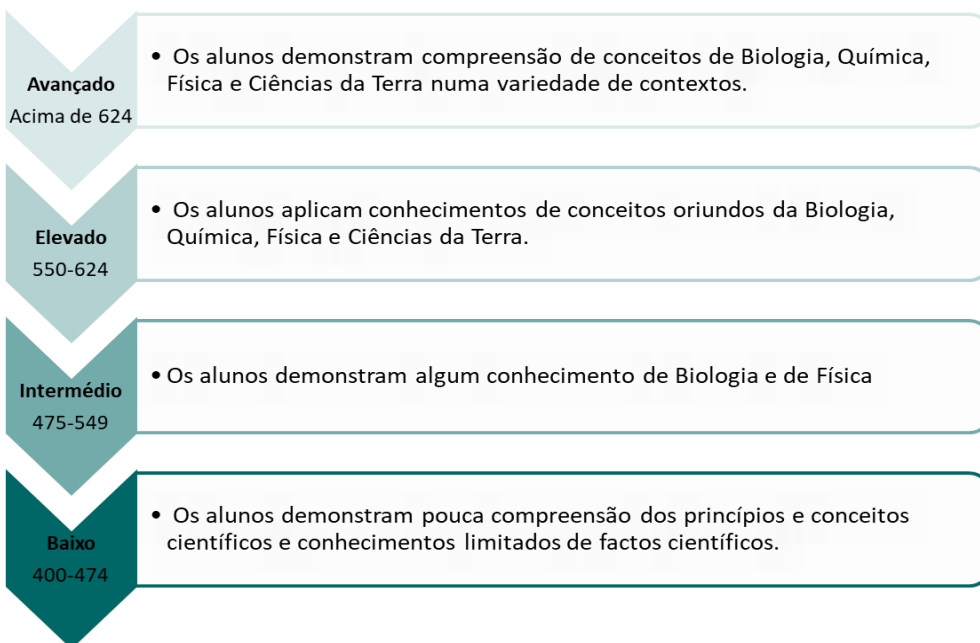 Avançado
Acima de 624
• Os alunos demonstram compreensão de conceitos de Biologia, Química,
Física e Ciências da Terra numa variedade de contextos.
Elevado
550-624
• Os alunos aplicam conhecimentos de conceitos oriundos da Biologia,
Química, Física e Ciências da Terra.
Intermédio
475-549
• Os alunos demonstram algum conhecimento de Biologia e de Física
Baixo
400-474
• Os alunos demonstram pouca compreensão dos princípios e conceitos
científicos e conhecimentos limitados de factos científicos.